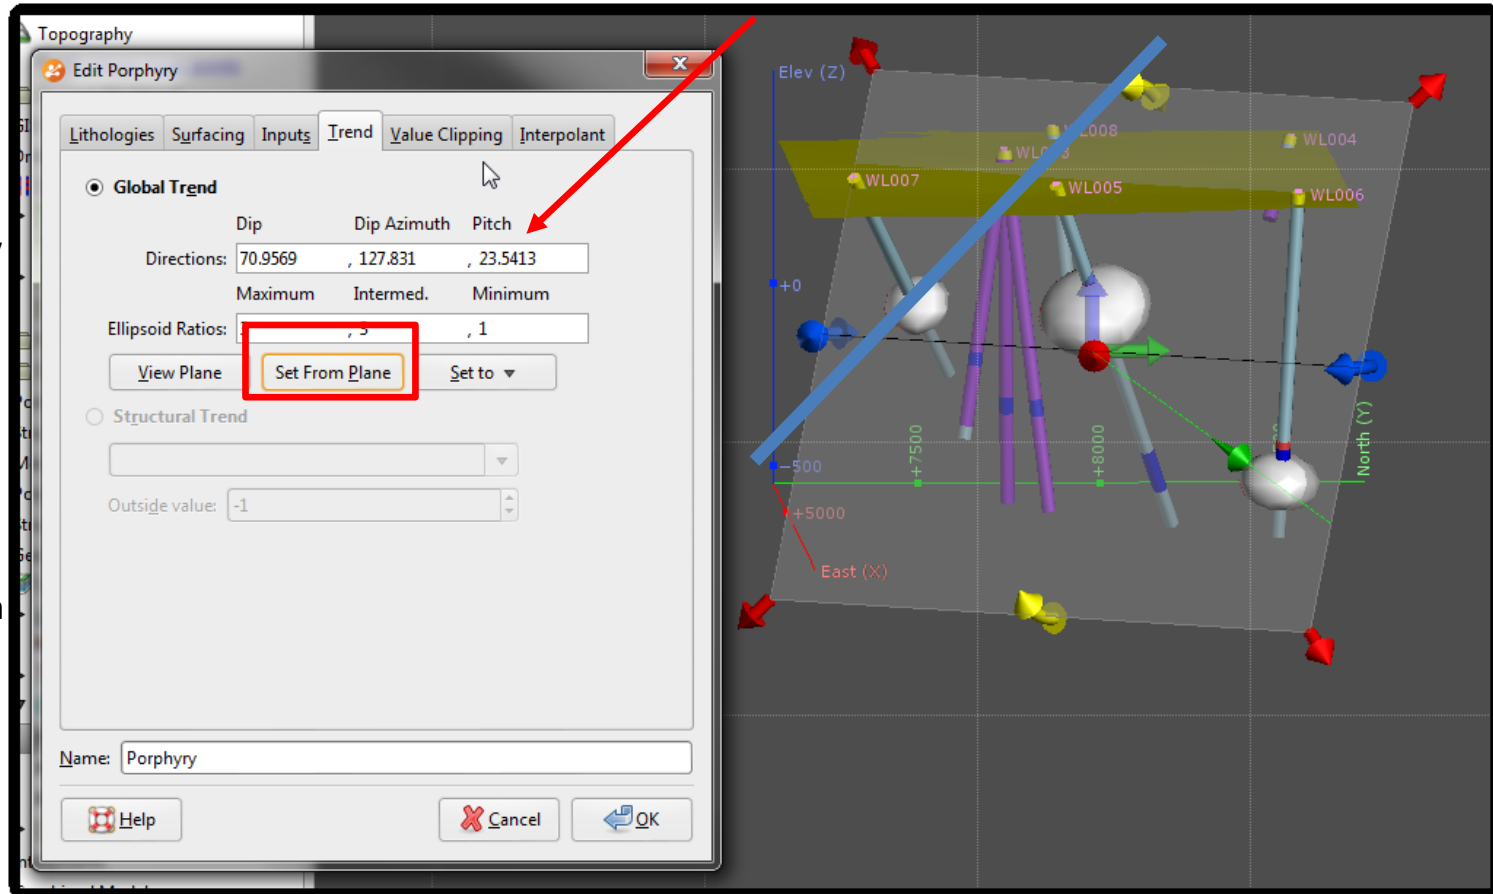 Topography
Edit Porphyry
Lithologies Surfacing Inputs Trend Value Clipping Interpolant
Global Trend
Dip Dip Azimuth Pitch
Directions: 70.9569 , 127.831 , 23.5413
Maximum Intermed. Minimum
Ellipsoid Ratios: , 3 , 1
View Plane Set From Plane Set to
Structural Trend
Outside value: -1
Name: Porphyry
Help Cancel OK
Elev (Z)
WL008
WL004
WL007
WL005
WL006
+0
-500
+7500
+8000
North (Y)
+5000
East (X)